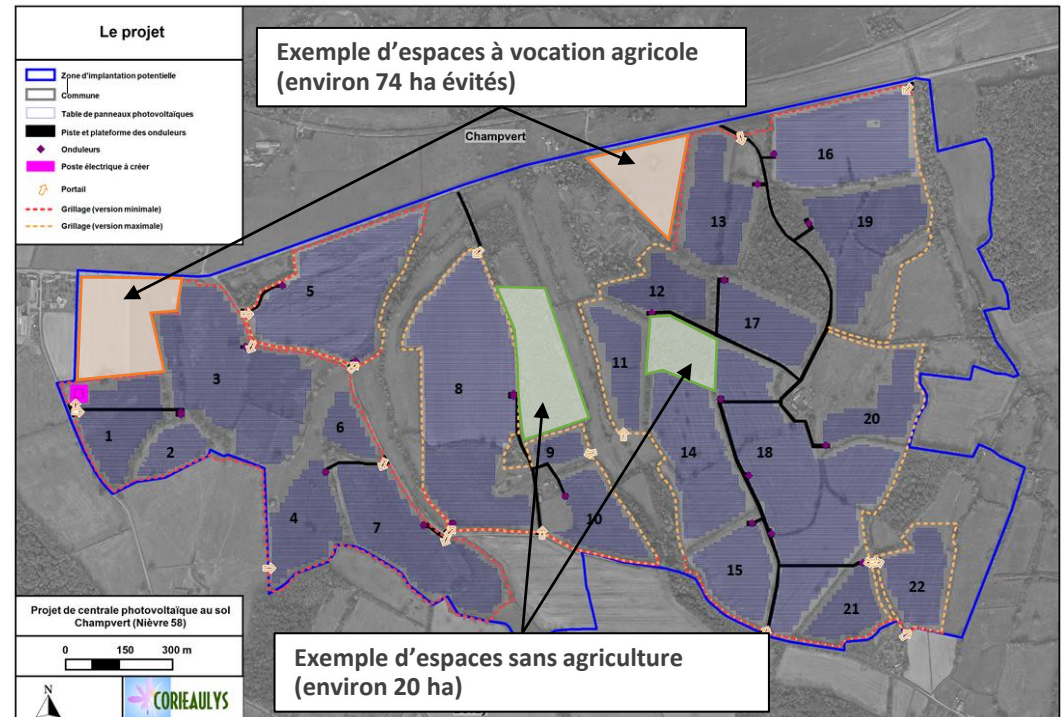 Le projet
Zone d'implantation potentielle
Commune
Table de panneaux photovoltaïques
Piste et plateforme des onduleurs
Onduleurs
Poste électrique à créer
Portail
Grillage (version minimale)
Grillage (version maximale)
Exemple d'espaces à vocation agricole
(environ 74 ha évités)
Champvert
16
13
19
5
12
17
11
3
8
20
6
1
9
18
2
14
10
4
7
15
22
21
Projet de centrale photovoltaïque au sol
Champvert (Nièvre 58)
0 150 300 m
N
CORIEAULYS
Exemple d'espaces sans agriculture
(environ 20 ha)